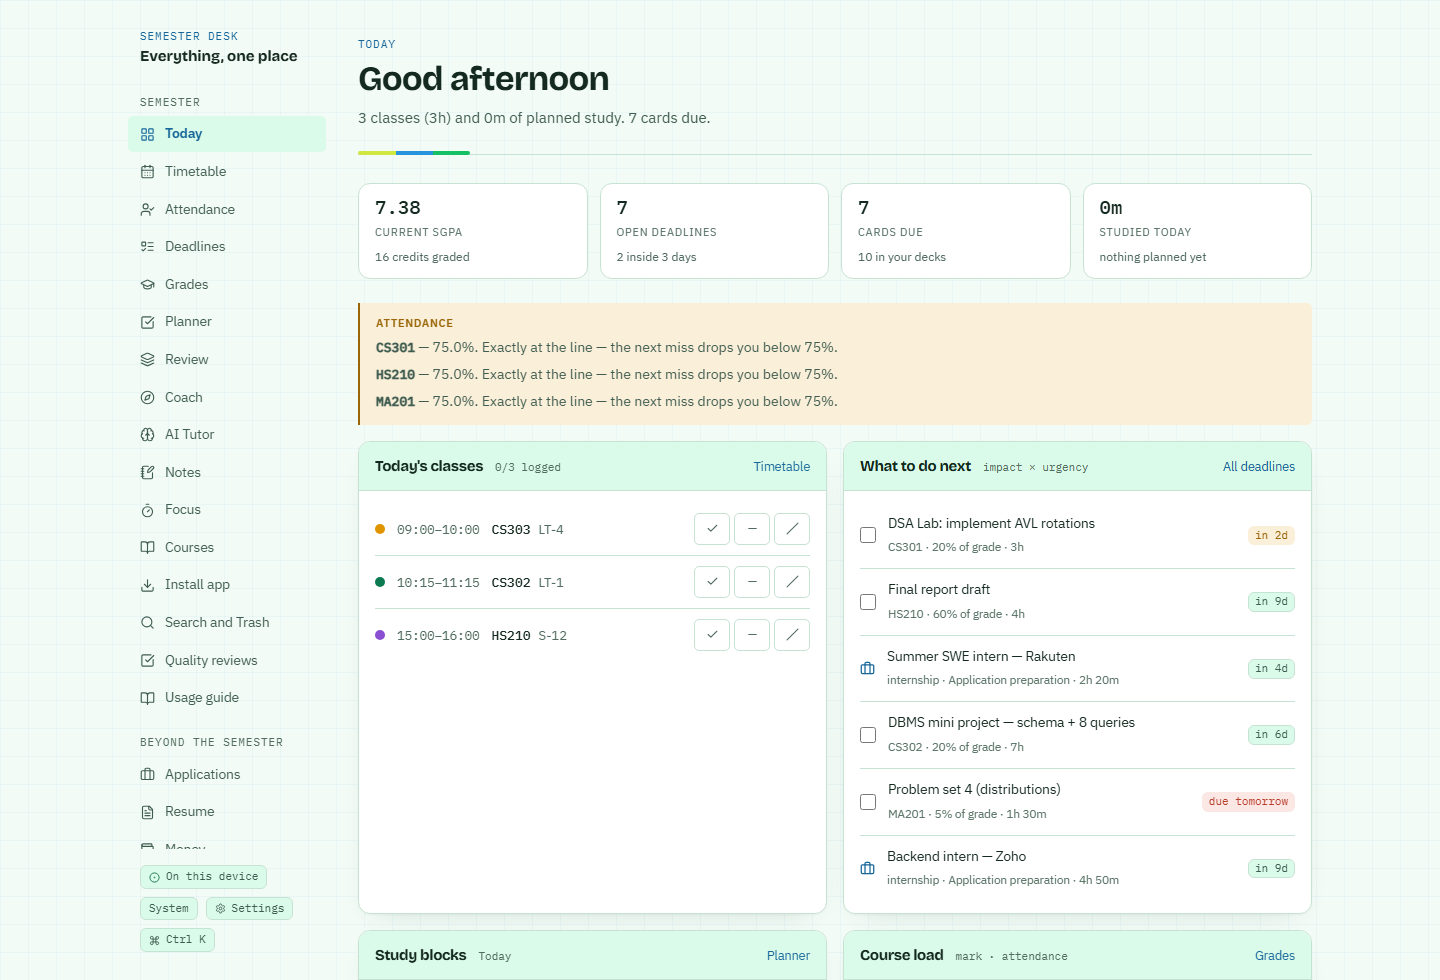 SEMESTER DESK
Everything, one place
SEMESTER
Today
Timetable
Attendance
Deadlines
Grades
Planner
Review
Coach
AI Tutor
Notes
Focus
Courses
Install app
Search and Trash
Quality reviews
Usage guide
BEYOND THE SEMESTER
Applications
Resume
Money
On this device
System
Settings
⌘ Ctrl K
TODAY
Good afternoon
3 classes (3h) and 0m of planned study. 7 cards due.
7.38
CURRENT SGPA
16 credits graded
7
OPEN DEADLINES
2 inside 3 days
7
CARDS DUE
10 in your decks
0m
STUDIED TODAY
nothing planned yet
ATTENDANCE
CS301 — 75.0%. Exactly at the line — the next miss drops you below 75%.
HS210 — 75.0%. Exactly at the line — the next miss drops you below 75%.
MA201 — 75.0%. Exactly at the line — the next miss drops you below 75%.
Today's classes 0/3 logged Timetable
09:00–10:00 CS303 LT-4
10:15–11:15 CS302 LT-1
15:00–16:00 HS210 S-12
What to do next impact × urgency All deadlines
DSA Lab: implement AVL rotations
CS301 · 20% of grade · 3h
in 2d
Final report draft
HS210 · 60% of grade · 4h
in 9d
Summer SWE intern — Rakuten
internship · Application preparation · 2h 20m
in 4d
DBMS mini project — schema + 8 queries
CS302 · 20% of grade · 7h
in 6d
Problem set 4 (distributions)
MA201 · 5% of grade · 1h 30m
due tomorrow
Backend intern — Zoho
internship · Application preparation · 4h 50m
in 9d
Study blocks Today Planner
Course load mark · attendance Grades